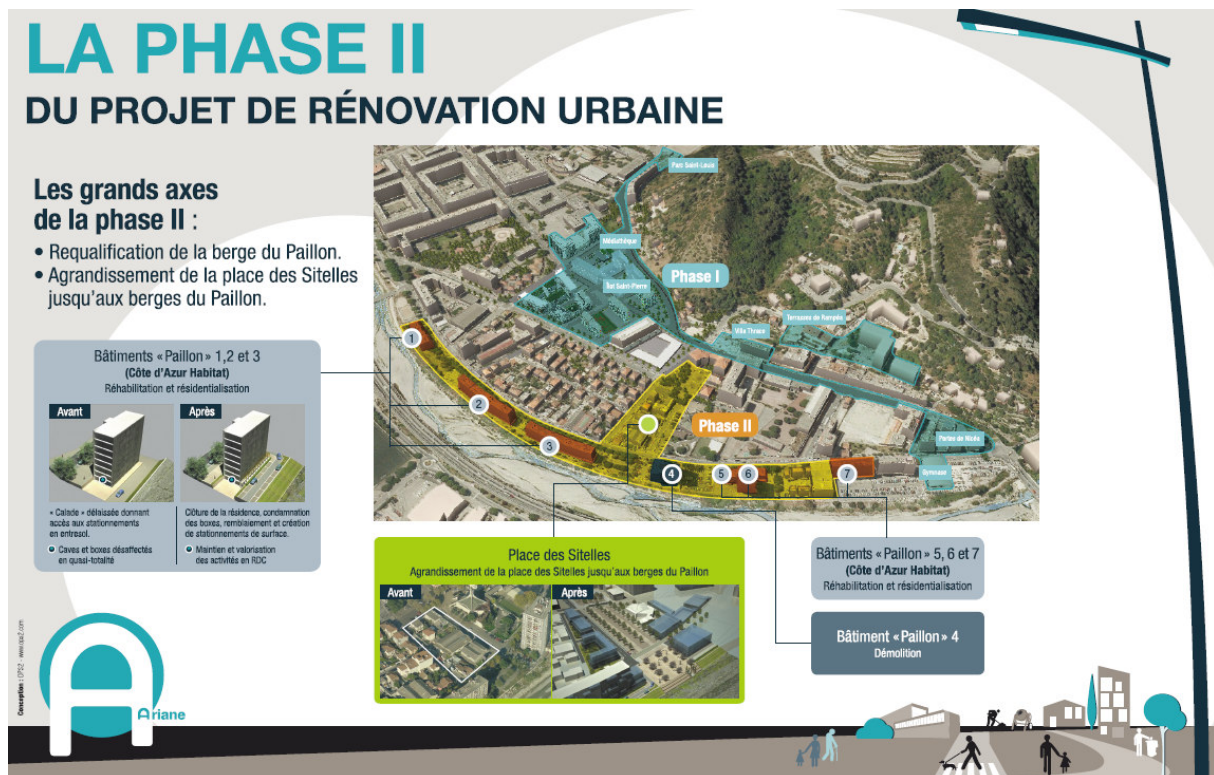 LA PHASE II
DU PROJET DE RÉNOVATION URBAINE
Les grands axes
de la phase II :
• Requalification de la berge du Paillon.
• Agrandissement de la place des Sitelles
jusqu'aux berges du Paillon.
Bâtiments «Paillon» 1,2 et 3
(Côte d'Azur Habitat)
Réhabilitation et résidentialisation
Avant
Après
« Calade » délaissée donnant
accès aux stationnements
en entresol.
Caves et boxes désaffectés
en quasi-totalité
Clôture de la résidence, condamnation
des boxes, remblaiement et création
de stationnements de surface.
Maintien et valorisation
des activités en RDC
Parc Saint-Louis
Médiathèque
Îlot Saint-Pierre
Phase I
Villa Thrace
Terrasses de Rempée
Gymnase
Phase II
1
2
3
4
5
6
7
Place des Sitelles
Agrandissement de la place des Sitelles jusqu'aux berges du Paillon
Avant
Après
Bâtiments «Paillon» 5, 6 et 7
(Côte d'Azur Habitat)
Réhabilitation et résidentialisation
Bâtiment «Paillon» 4
Démolition
Ariane